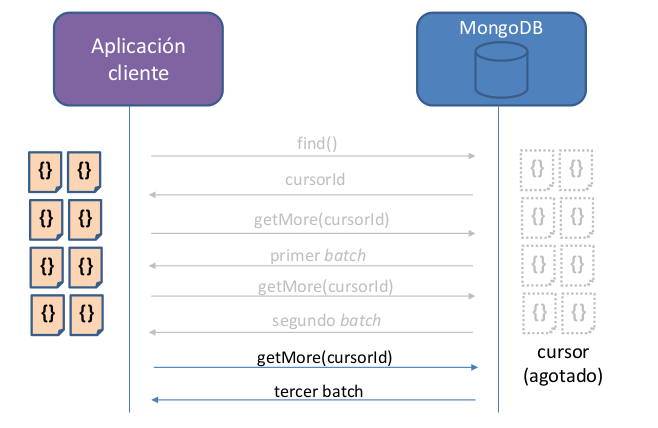 Aplicación
cliente
MongoDB
find()
cursorId
getMore(cursorId)
primer batch
getMore(cursorId)
segundo batch
getMore(cursorId)
tercer batch
{} {}
{} {}
{} {}
{} {}
{} {}
{} {}
{} {}
{} {}
cursor
(agotado)